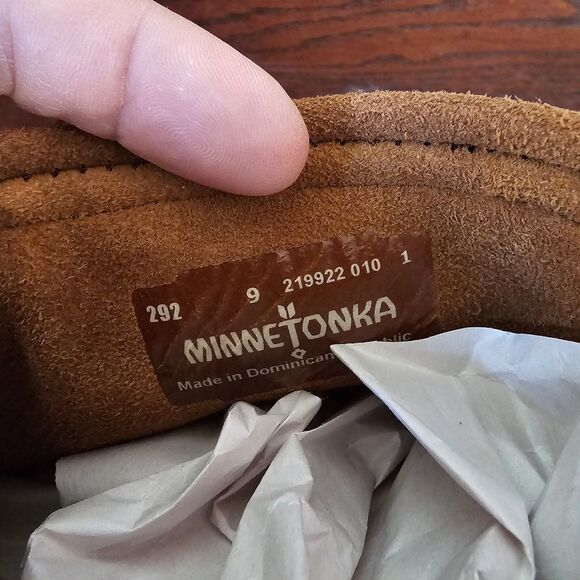 292 9 219922 010 1
MINNETONKA
Made in Dominican